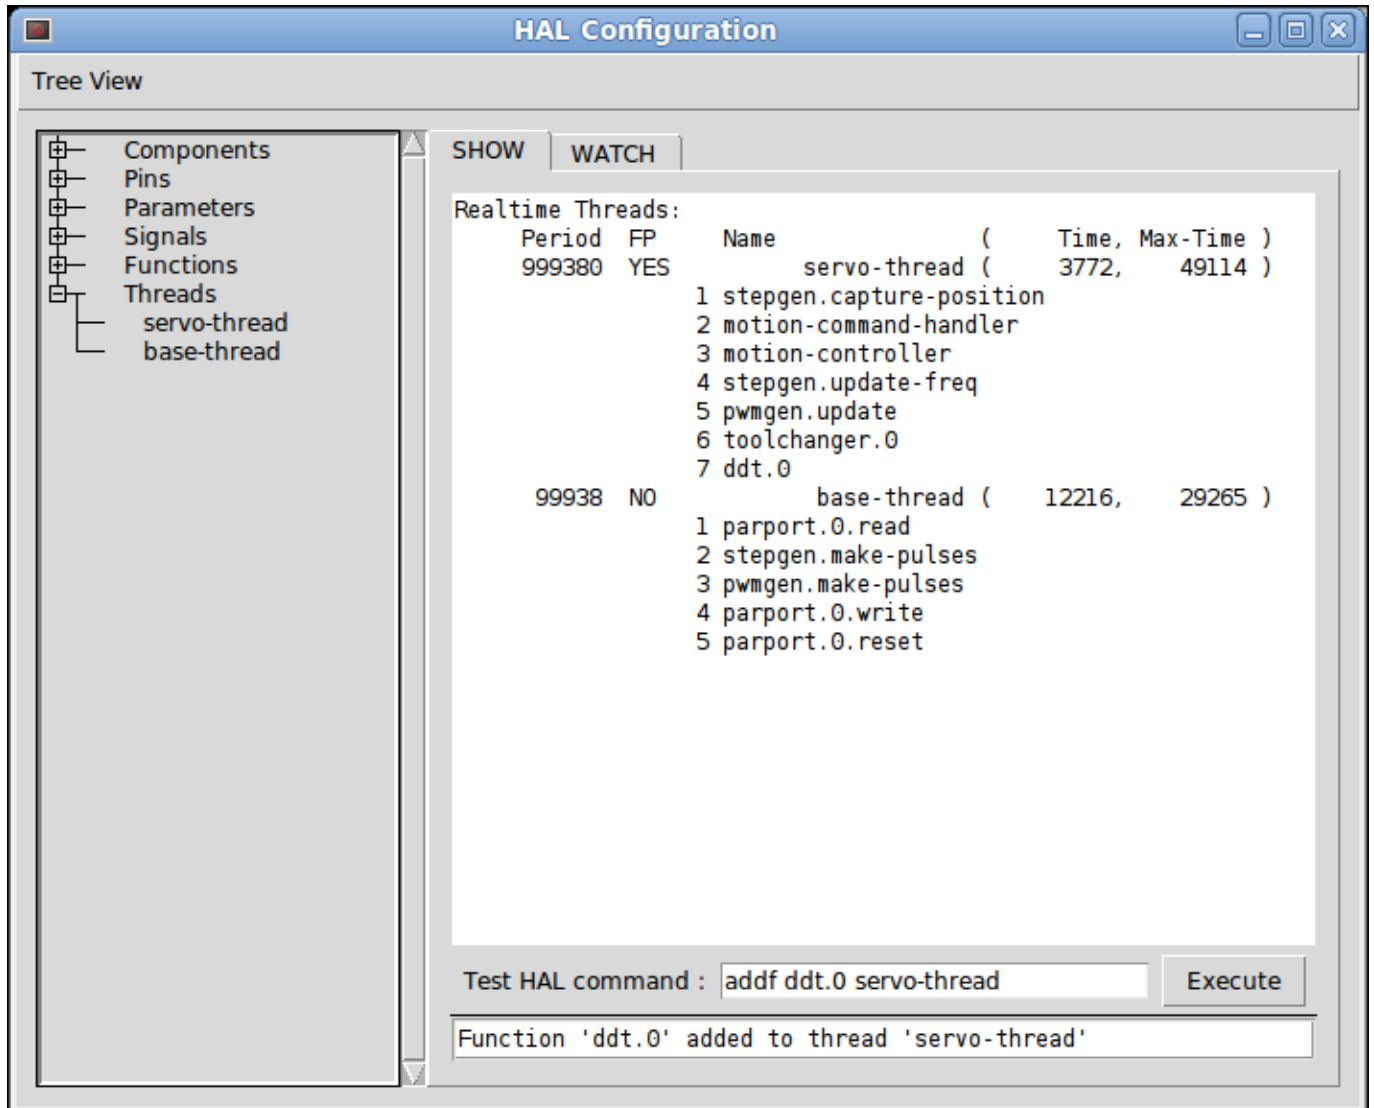 HAL Configuration
Tree View
Components
Pins
Parameters
Signals
Functions
Threads
servo-thread
base-thread
SHOW WATCH
Realtime Threads:
Period FP Name ( Time, Max-Time )
999380 YES servo-thread ( 3772, 49114 )
1 stepgen.capture-position
2 motion-command-handler
3 motion-controller
4 stepgen.update-freq
5 pwmgen.update
6 toolchanger.0
7 ddt.0
99938 NO base-thread ( 12216, 29265 )
1 parport.0.read
2 stepgen.make-pulses
3 pwmgen.make-pulses
4 parport.0.write
5 parport.0.reset
Test HAL command : addf ddt.0 servo-thread Execute
Function 'ddt.0' added to thread 'servo-thread'